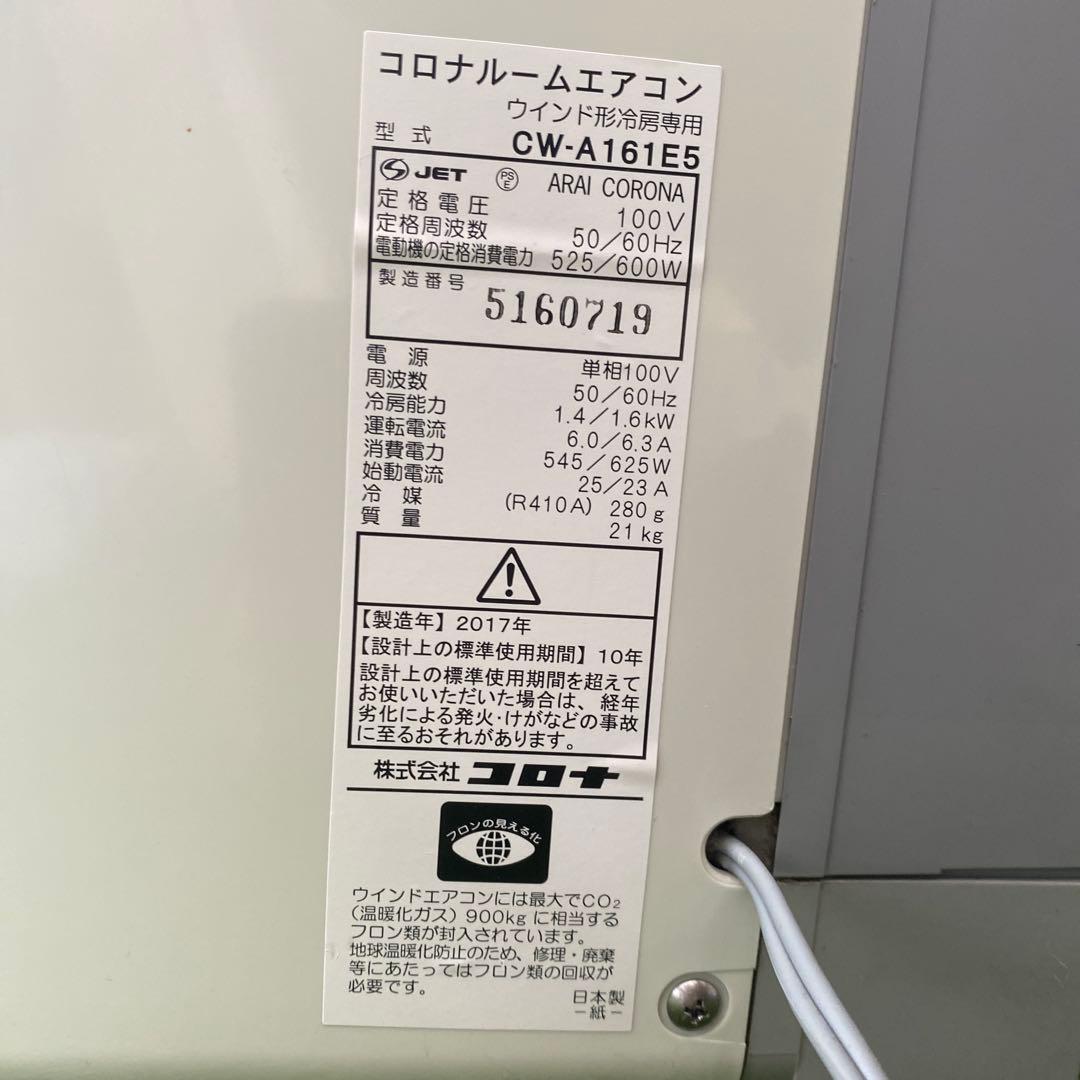 コロナルームエアコン
ウインド形冷房専用
型式 CW-A161E5
JET PSE ARAI CORONA
定格電圧 100V
定格周波数 50/60Hz
電動機の定格消費電力 525/600W
製造番号 5160719
電源 単相100V
周波数 50/60Hz
冷房能力 1.4/1.6kW
運転電流 6.0/6.3A
消費電力 545/625W
始動電流 25/23A
冷媒 (R410A) 280g
質量 21kg
【製造年】2017年
【設計上の標準使用期間】10年
設計上の標準使用期間を超えて
お使いいただいた場合は、経年
劣化による発火・けがなどの事故
に至るおそれがあります。
株式会社 コロナ
フロンの見える化
ウインドエアコンには最大でCO₂
(温暖化ガス)900kgに相当する
フロン類が封入されています。
地球温暖化防止のため、修理・廃棄
等にあたってはフロン類の回収が
必要です。
日本製
－紙－